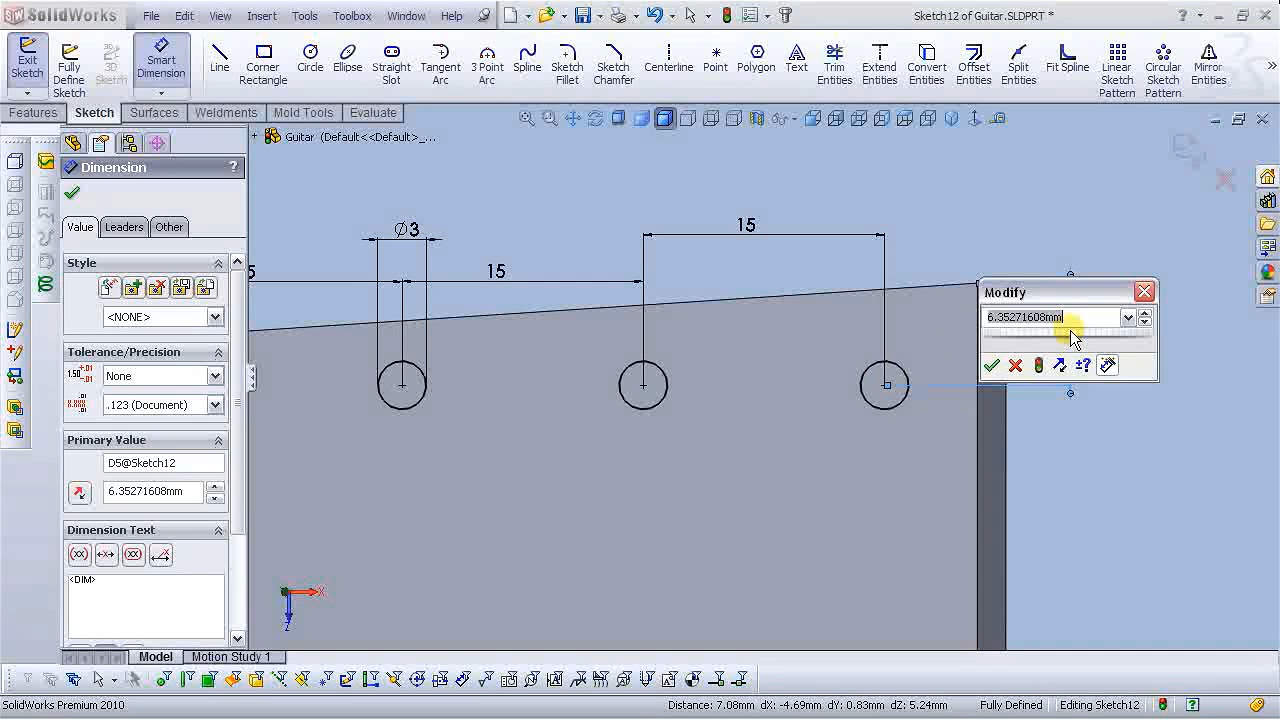 SolidWorks File Edit View Insert Tools Toolbox Window Help Sketch12 of Guitar.SLDPRT *
Exit Sketch
Fully Define Sketch
3D Sketch
Smart Dimension
Line
Corner Rectangle
Circle
Ellipse
Straight Slot
Tangent Arc
3 Point Arc
Spline
Sketch Fillet
Sketch Chamfer
Centerline
Point
Polygon
Text
Trim Entities
Extend Entities
Convert Entities
Offset Entities
Split Entities
Fit Spline
Linear Sketch Pattern
Circular Sketch Pattern
Mirror Entities
Features Sketch Surfaces Weldments Mold Tools Evaluate
Guitar (Default<<Default>_...
Dimension ?
Value Leaders Other
Style
<NONE>
Tolerance/Precision
None
.123 (Document)
Primary Value
D5@Sketch12
6.35271608mm
Dimension Text
<DIM>
∅3
15
5
15
Modify
6.35271608mm
X
Z
Model Motion Study 1
SolidWorks Premium 2010 Distance: 7.08mm dX: -4.69mm dY: 0.83mm dZ: 5.24mm Fully Defined Editing Sketch12